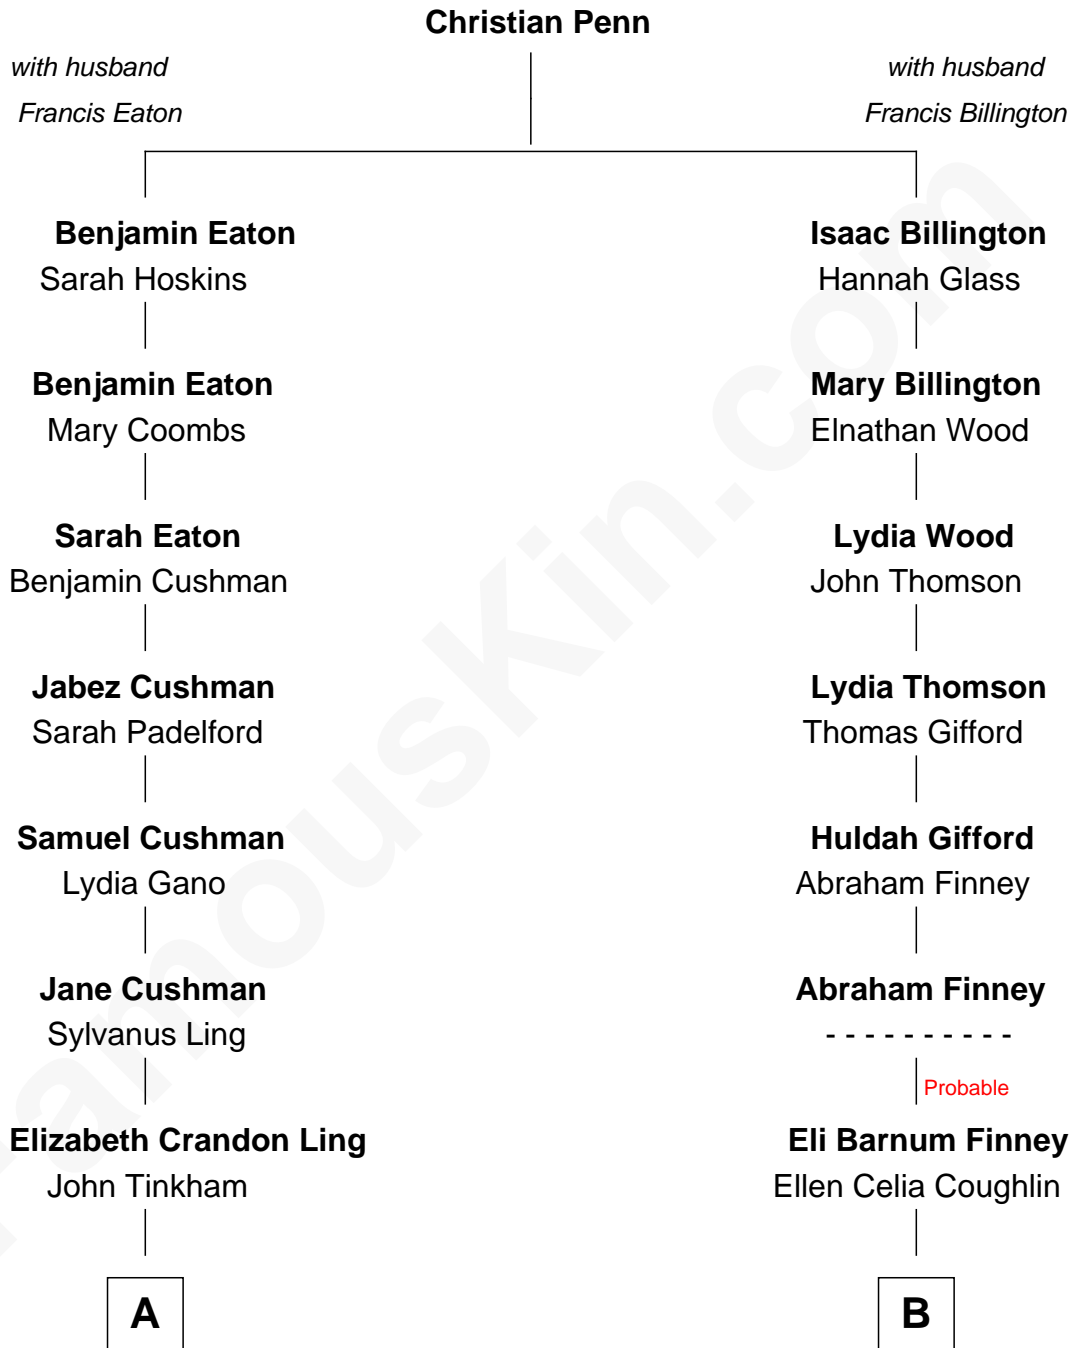 Christian Penn
with husband
Francis Eaton
with husband
Francis Billington
Benjamin Eaton
Sarah Hoskins
Isaac Billington
Hannah Glass
Benjamin Eaton
Mary Coombs
Mary Billington
Elnathan Wood
Sarah Eaton
Benjamin Cushman
Lydia Wood
John Thomson
Jabez Cushman
Sarah Padelford
Lydia Thomson
Thomas Gifford
Samuel Cushman
Lydia Gano
Huldah Gifford
Abraham Finney
Jane Cushman
Sylvanus Ling
Abraham Finney
- - - - - - - - - -
Probable
Elizabeth Crandon Ling
John Tinkham
Eli Barnum Finney
Ellen Celia Coughlin
A
B
FamousKin.com